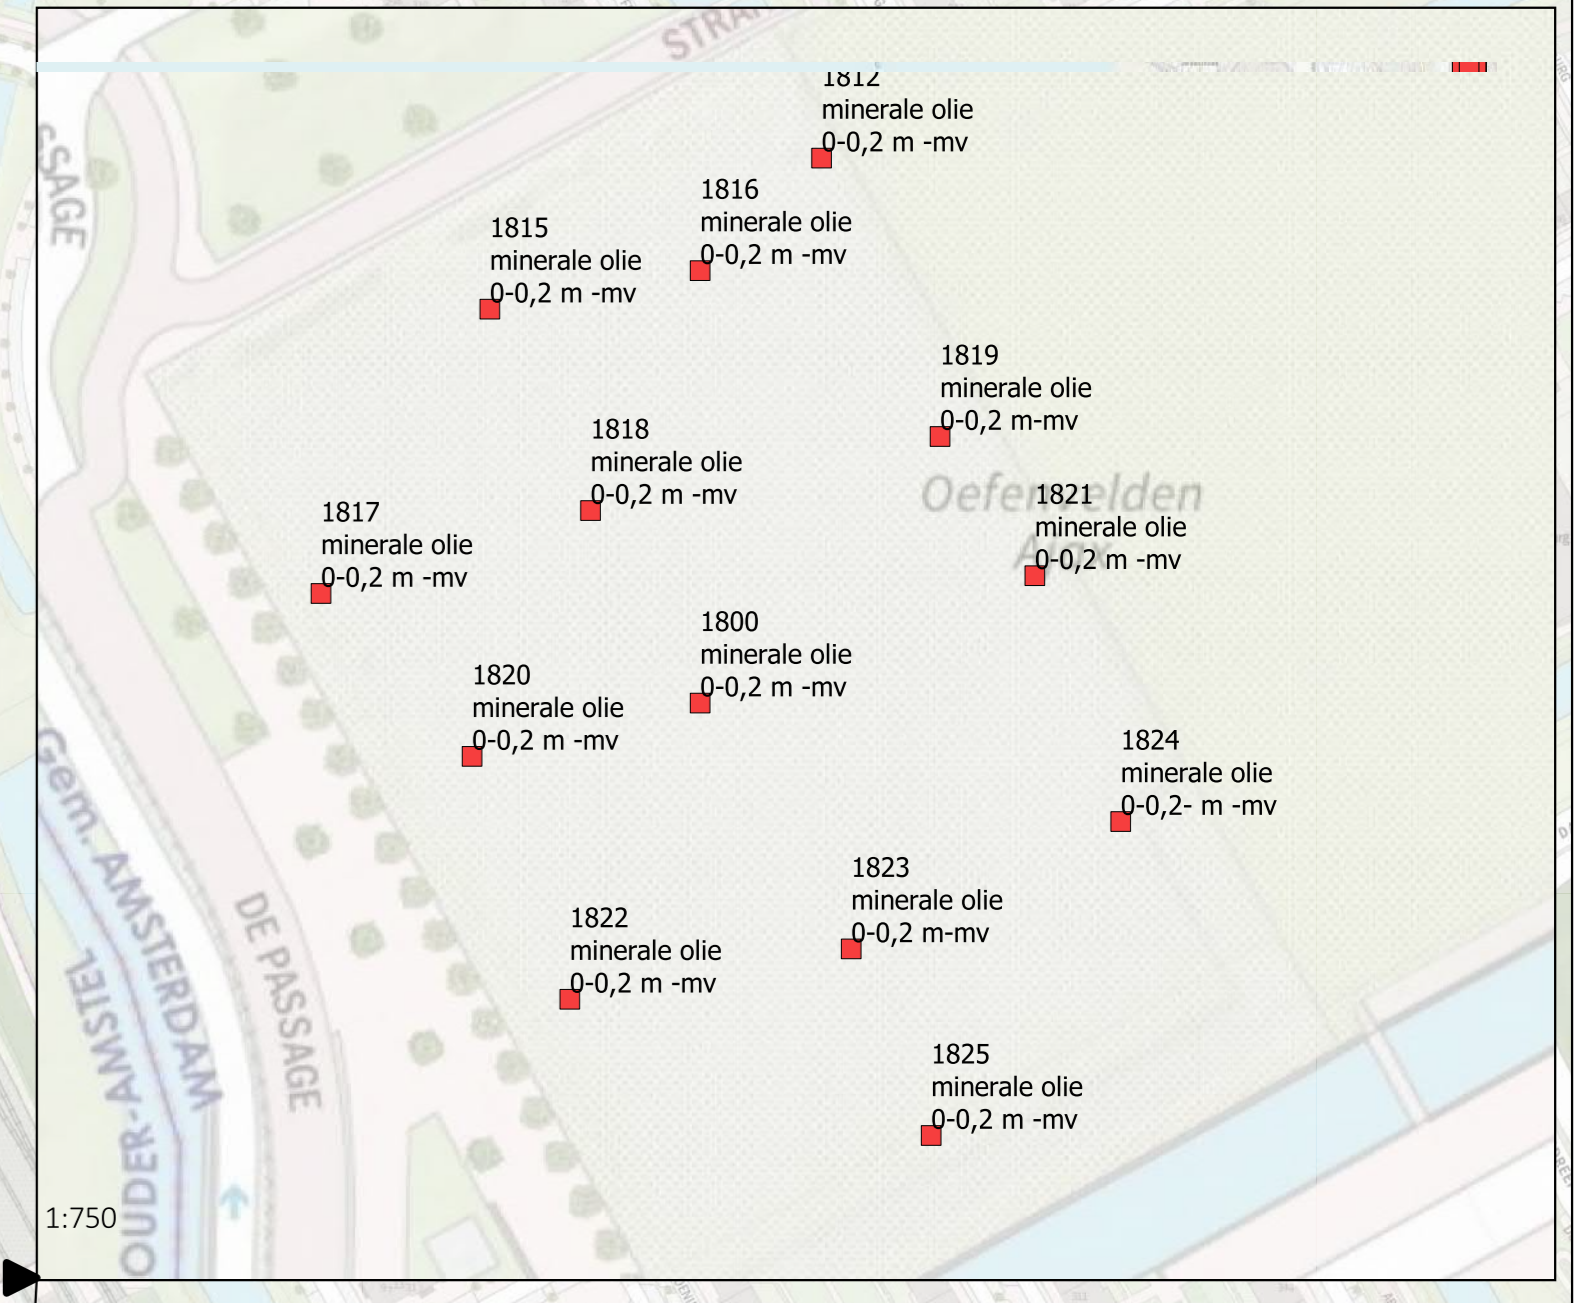 1812
minerale olie
0-0,2 m -mv
1816
minerale olie
0-0,2 m -mv
1815
minerale olie
0-0,2 m -mv
SSAGE
1819
minerale olie
0-0,2 m-mv
1818
minerale olie
0-0,2 m -mv
Oefenvelden
Ajax
1821
minerale olie
0-0,2 m -mv
1817
minerale olie
0-0,2 m -mv
1800
minerale olie
0-0,2 m -mv
1820
minerale olie
0-0,2 m -mv
1824
minerale olie
0-0,2- m -mv
1823
minerale olie
0-0,2 m-mv
1822
minerale olie
0-0,2 m -mv
Gem. AMSTERDAM
OUDER-AMSTEL
DE PASSAGE
1825
minerale olie
0-0,2 m -mv
1:750